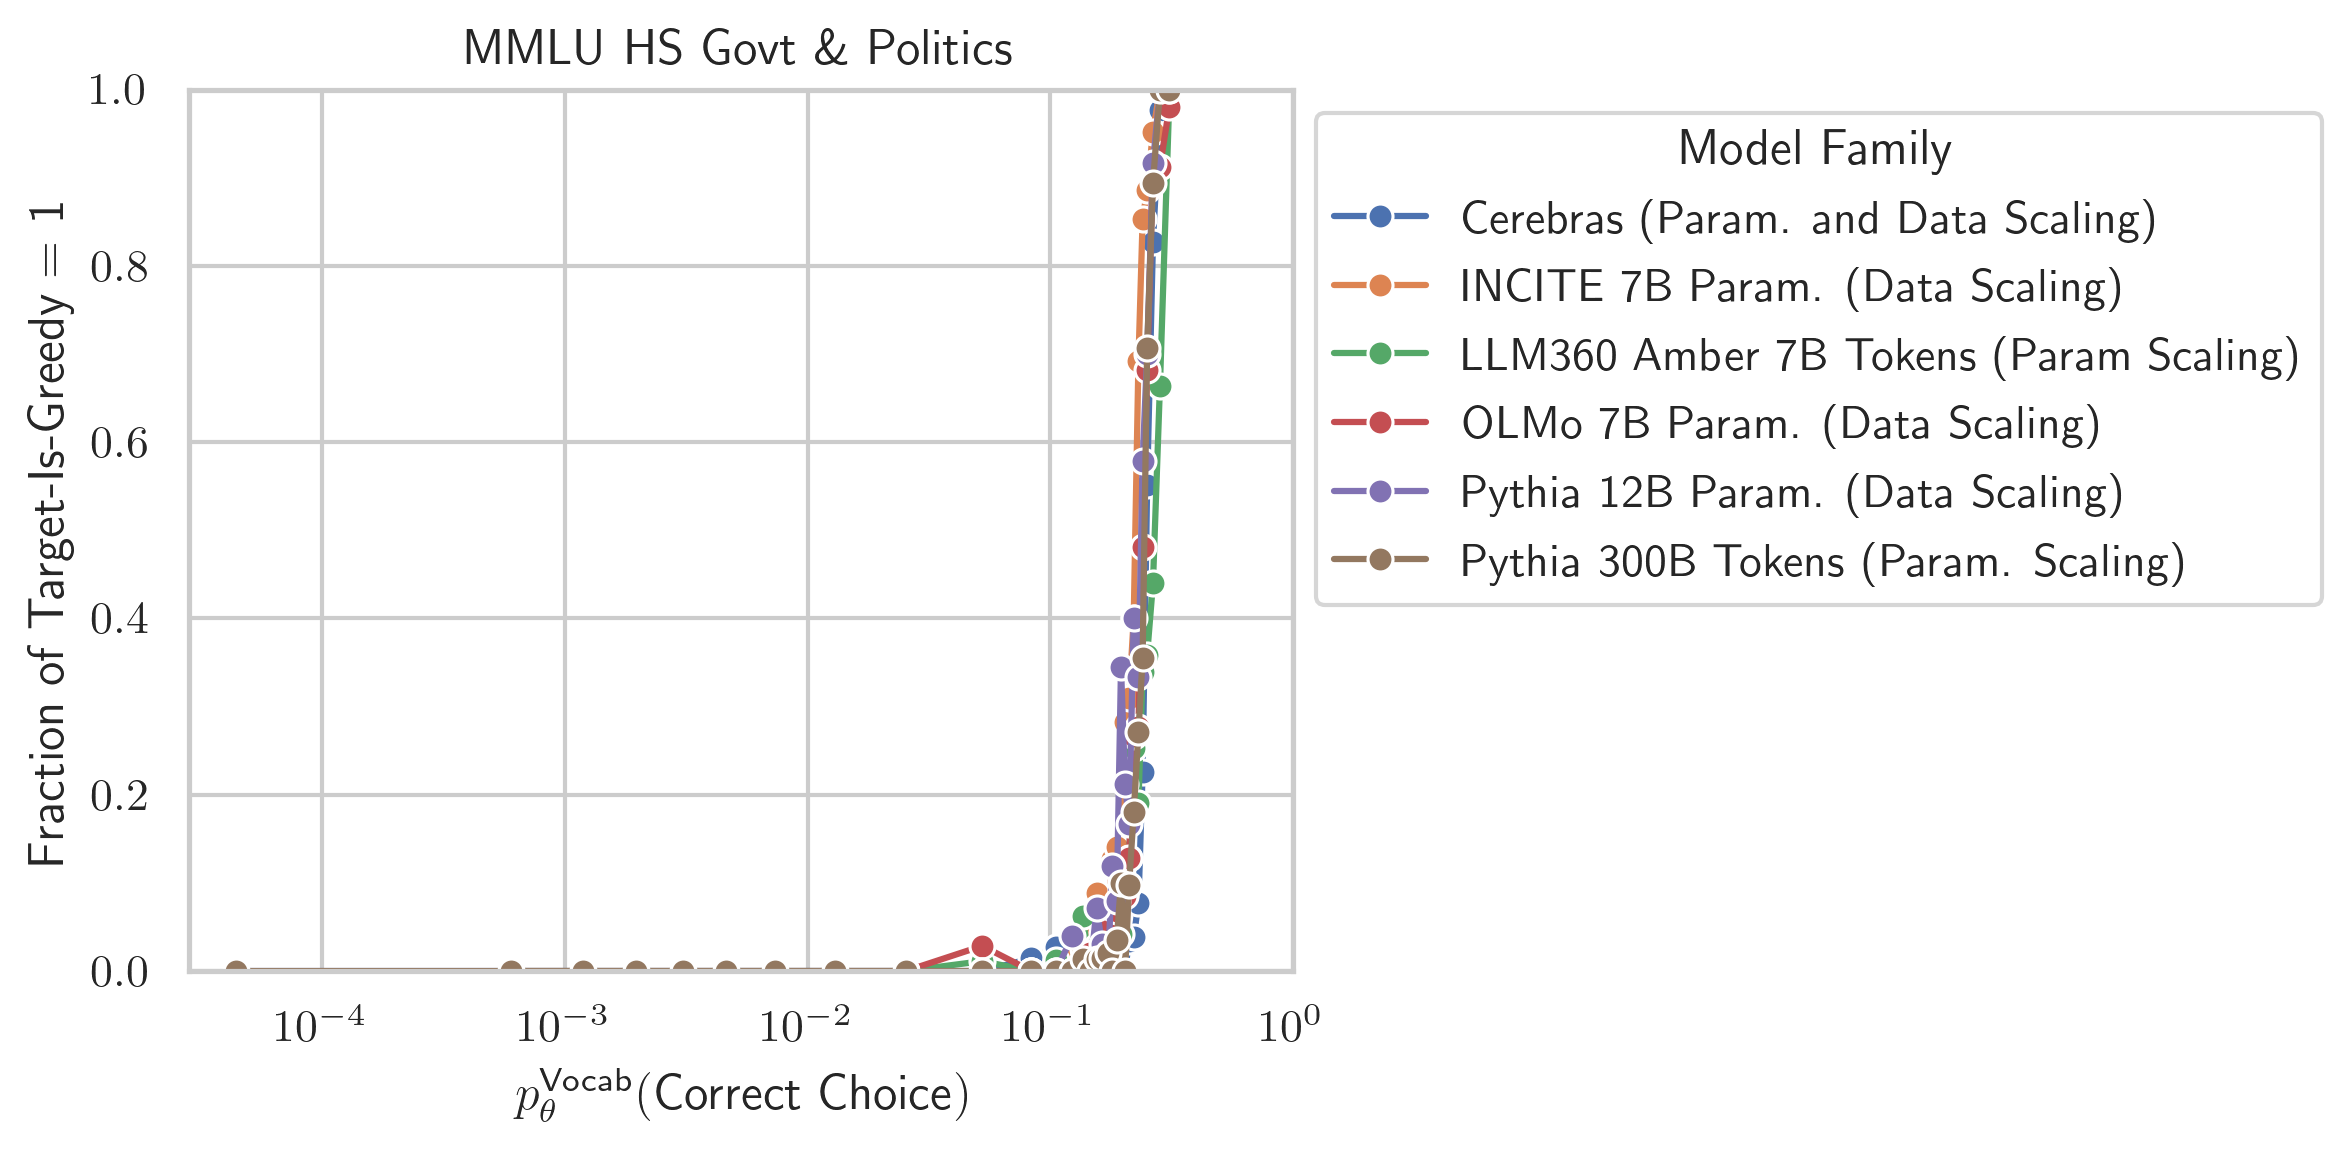 MMLU HS Govt & Politics
Fraction of Target-Is-Greedy = 1
1.0
0.8
0.6
0.4
0.2
0.0
10⁻⁴ 10⁻³ 10⁻² 10⁻¹ 10⁰
p_θ^Vocab(Correct Choice)
Model Family
Cerebras (Param. and Data Scaling)
INCITE 7B Param. (Data Scaling)
LLM360 Amber 7B Tokens (Param Scaling)
OLMo 7B Param. (Data Scaling)
Pythia 12B Param. (Data Scaling)
Pythia 300B Tokens (Param. Scaling)